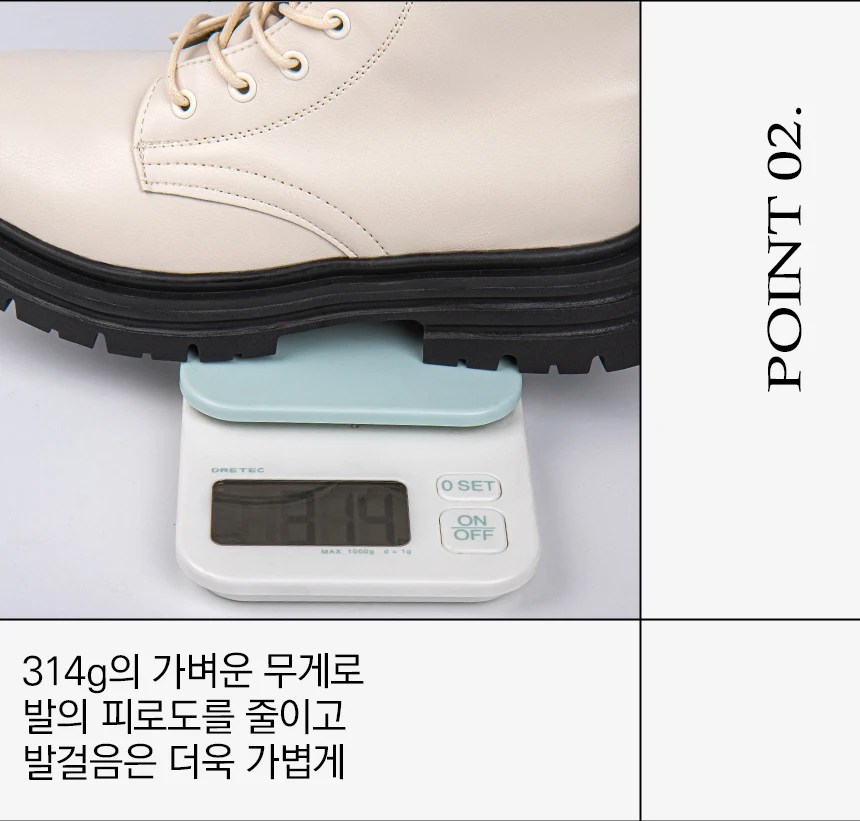 POINT 02.
DRETEC
314
0 SET
ON
OFF
MAX 1000g d = 1g
314g의 가벼운 무게로
발의 피로도를 줄이고
발걸음은 더욱 가볍게